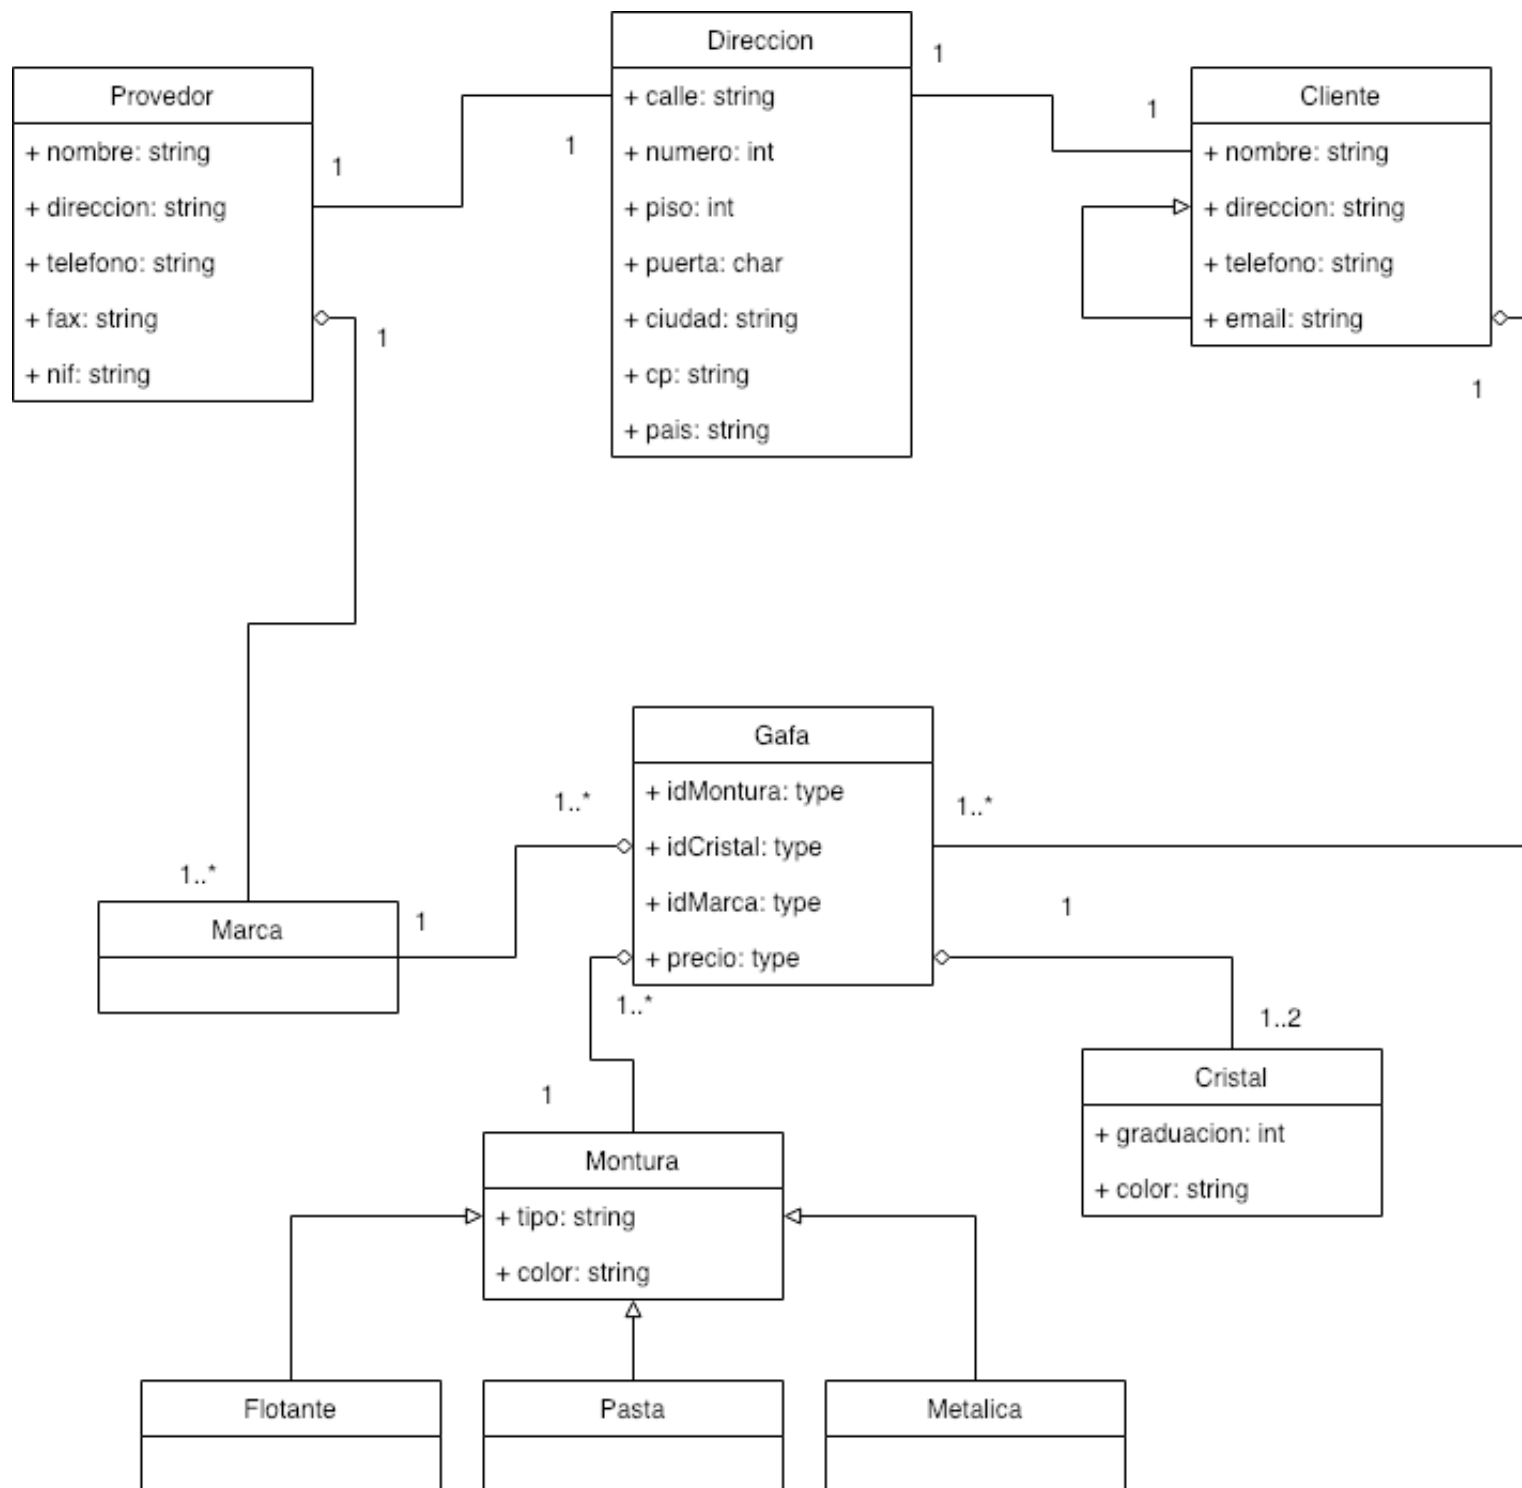 Direccion
+ calle: string
+ numero: int
+ piso: int
+ puerta: char
+ ciudad: string
+ cp: string
+ pais: string
Provedor
+ nombre: string
+ direccion: string
+ telefono: string
+ fax: string
+ nif: string
Cliente
+ nombre: string
+ direccion: string
+ telefono: string
+ email: string
1
1
1
1
1
1
Gafa
+ idMontura: type
+ idCristal: type
+ idMarca: type
+ precio: type
1..*
1..*
1..*
Marca
1
1
1..*
1..2
1
Cristal
+ graduacion: int
+ color: string
Montura
+ tipo: string
+ color: string
Flotante
Pasta
Metalica